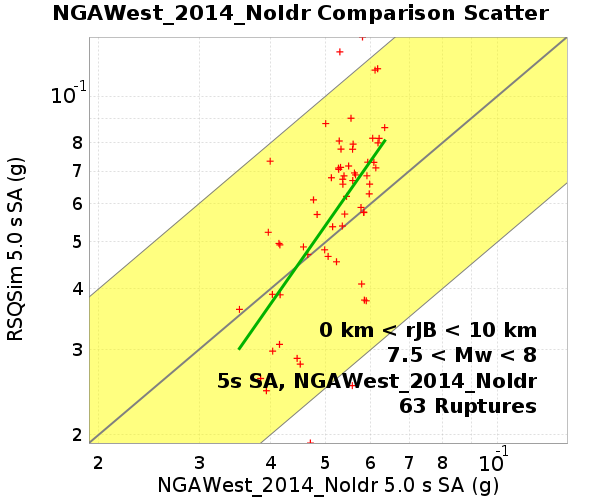 NGAWest_2014_NoIdr Comparison Scatter
RSQSim 5.0 s SA (g)
10-1
8
7
6
5
4
3
2
0 km < rJB < 10 km
7.5 < Mw < 8
5s SA, NGAWest_2014_NoIdr
63 Ruptures
2 3 4 5 6 7 8 10-1
NGAWest_2014_NoIdr 5.0 s SA (g)